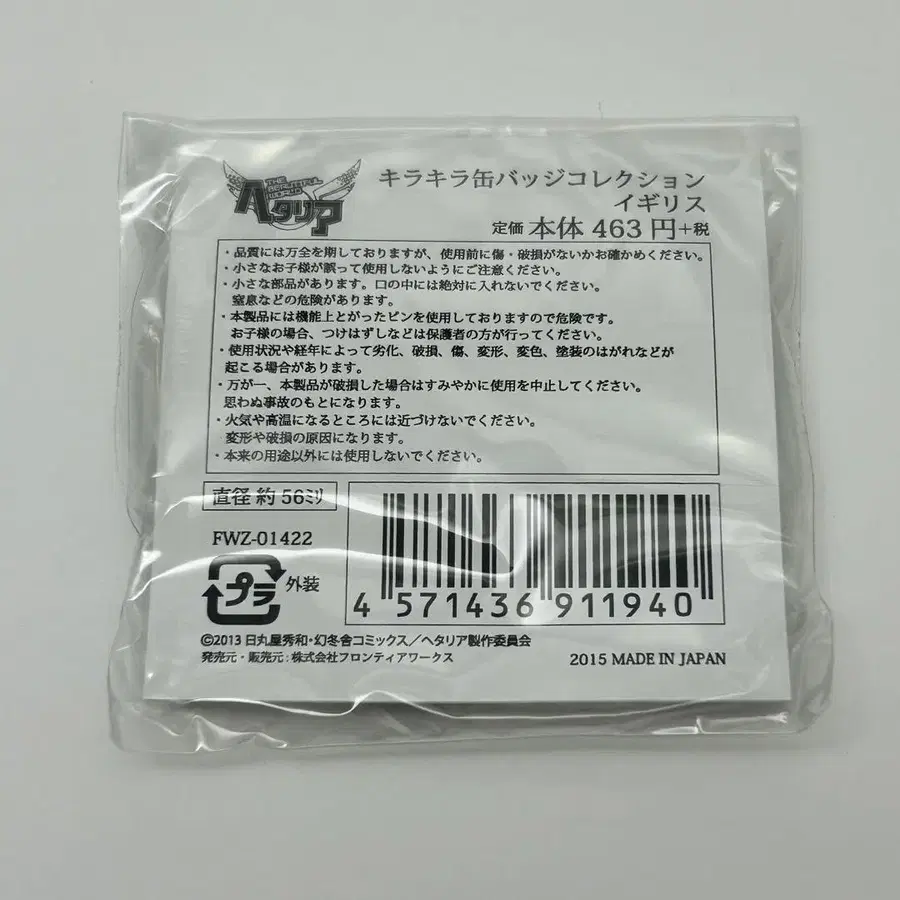 THE
BEAUTIFUL
WORLD
ヘタリア
キラキラ缶バッジコレクション
イギリス
定価 本体 463 円+税
・品質には万全を期しておりますが、使用前に傷・破損がないかお確かめください。
・小さなお子様が誤って使用しないようにご注意ください。
・小さな部品があります。口の中には絶対に入れないでください。
窒息などの危険があります。
・本製品には機能上とがったピンを使用しておりますので危険です。
お子様の場合、つけはずしなどは保護者の方が行ってください。
・使用状況や経年によって劣化、破損、傷、変形、変色、塗装のはがれなどが
起こる場合があります。
・万が一、本製品が破損した場合はすみやかに使用を中止してください。
思わぬ事故のもとになります。
・火気や高温になるところには近づけないでください。
変形や破損の原因になります。
・本来の用途以外には使用しないでください。
直径 約 56ミリ
FWZ-01422
プラ 外装
4 571436 911940
©2013 日丸屋秀和・幻冬舎コミックス/ヘタリア製作委員会
発売元・販売元:株式会社フロンティアワークス
2015 MADE IN JAPAN